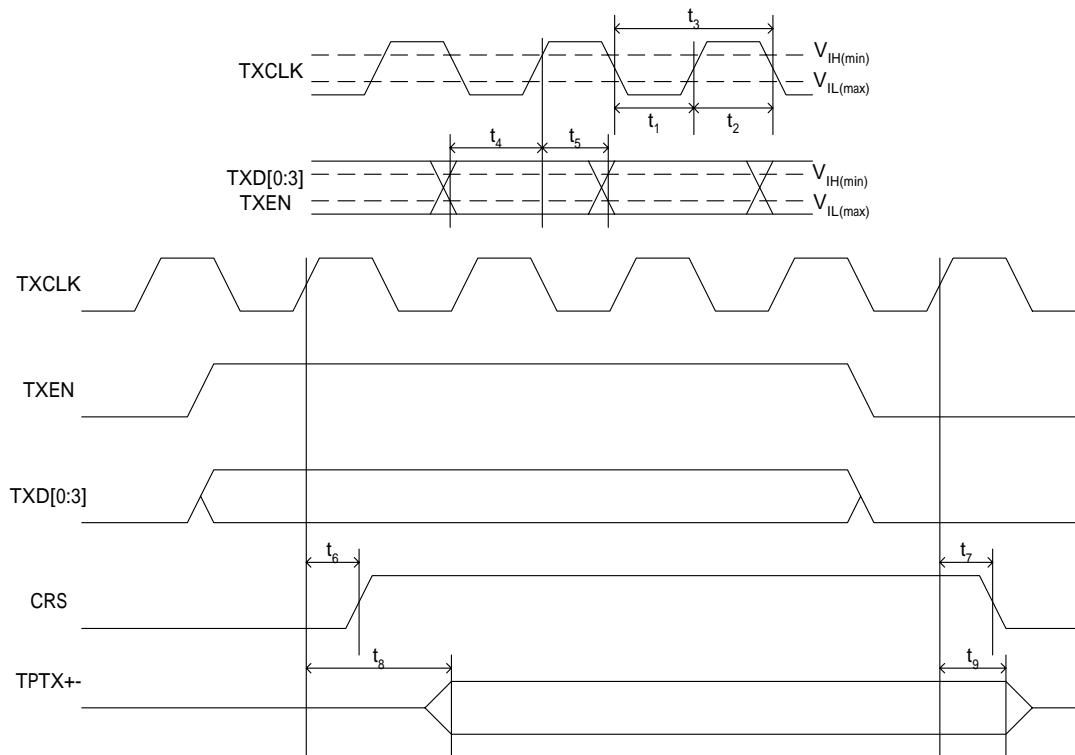 t3
VIH(min)
TXCLK
VIL(max)
t1 t2
t4 t5
TXD[0:3]
VIH(min)
TXEN
VIL(max)
TXCLK
TXEN
TXD[0:3]
t6 t7
CRS
t8 t9
TPTX+-